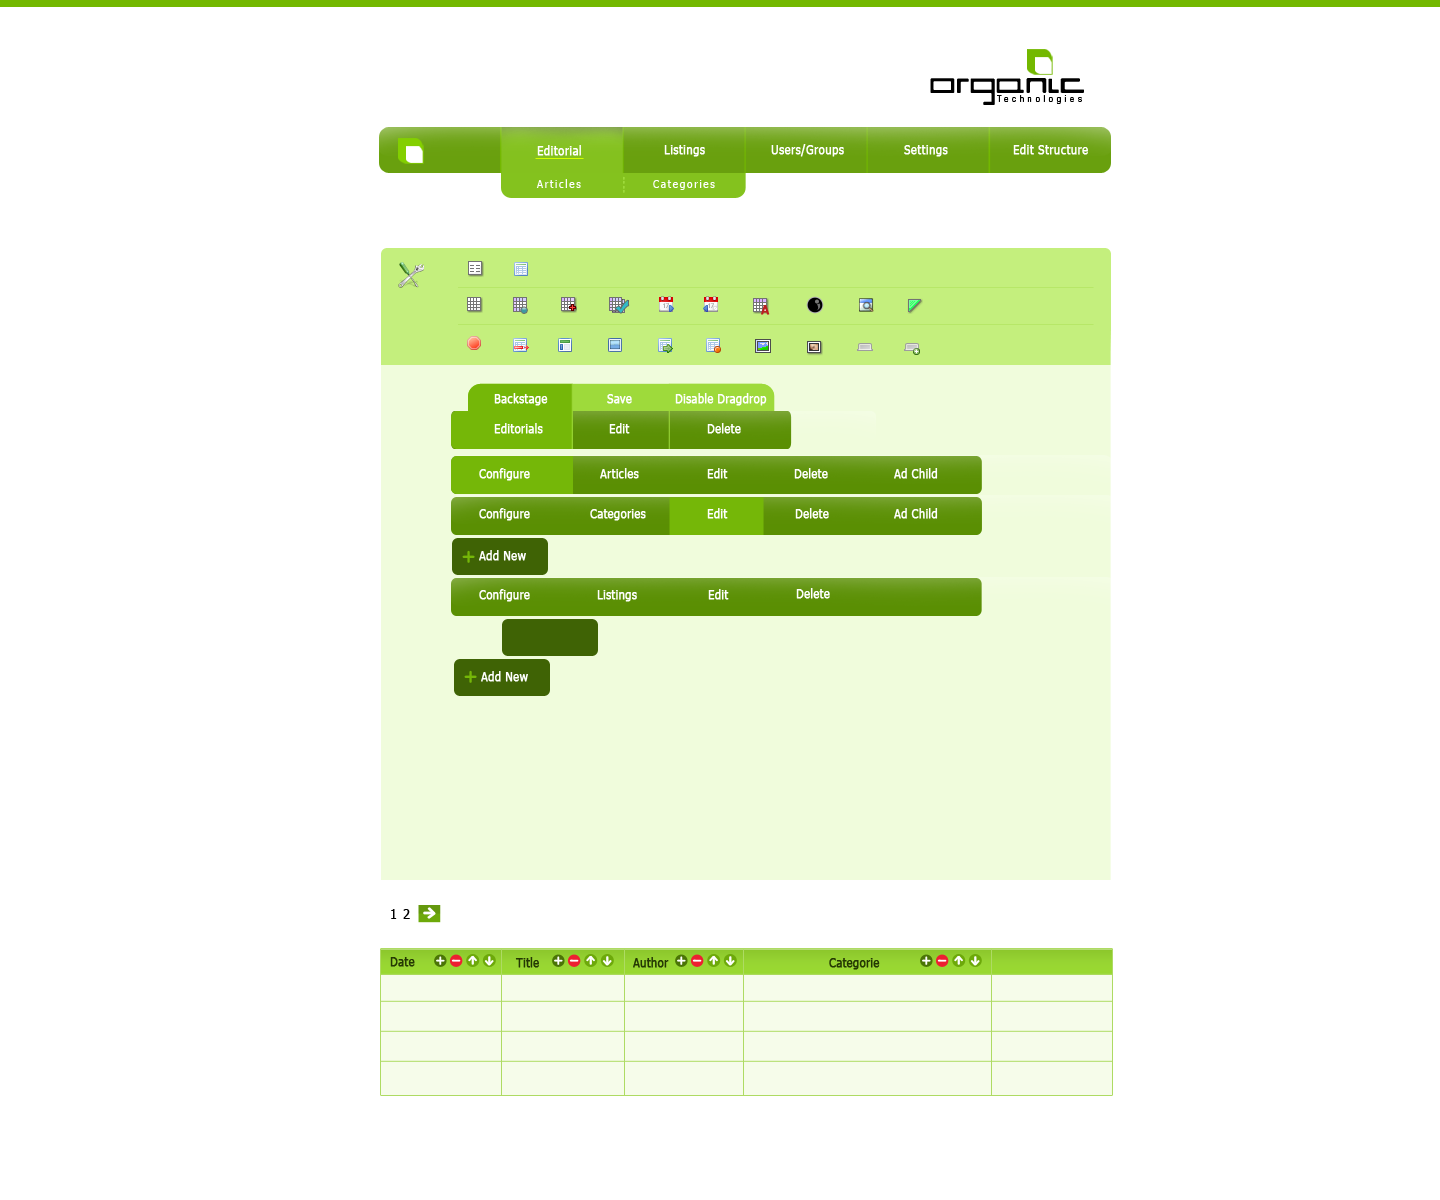 organic
Technologies
Editorial Listings Users/Groups Settings Edit Structure
Articles Categories
Backstage Save Disable Dragdrop
Editorials Edit Delete
Configure Articles Edit Delete Ad Child
Configure Categories Edit Delete Ad Child
Add New
Configure Listings Edit Delete
Add New
1 2
Date Title Author Categorie